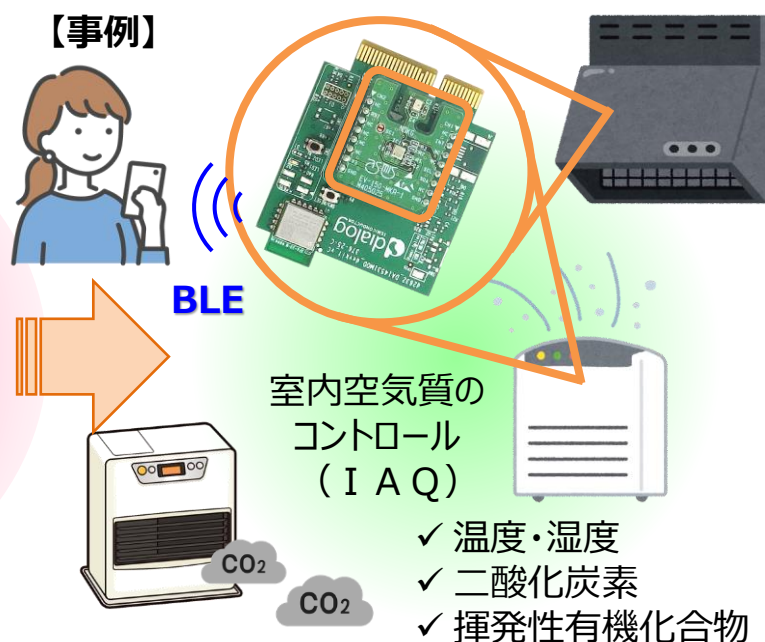 【事例】
dialog
SEMICONDUCTOR
BLE
室内空気質の
コントロール
（ＩＡＱ）
CO₂
CO₂
✓ 温度・湿度
✓ 二酸化炭素
✓ 揮発性有機化合物